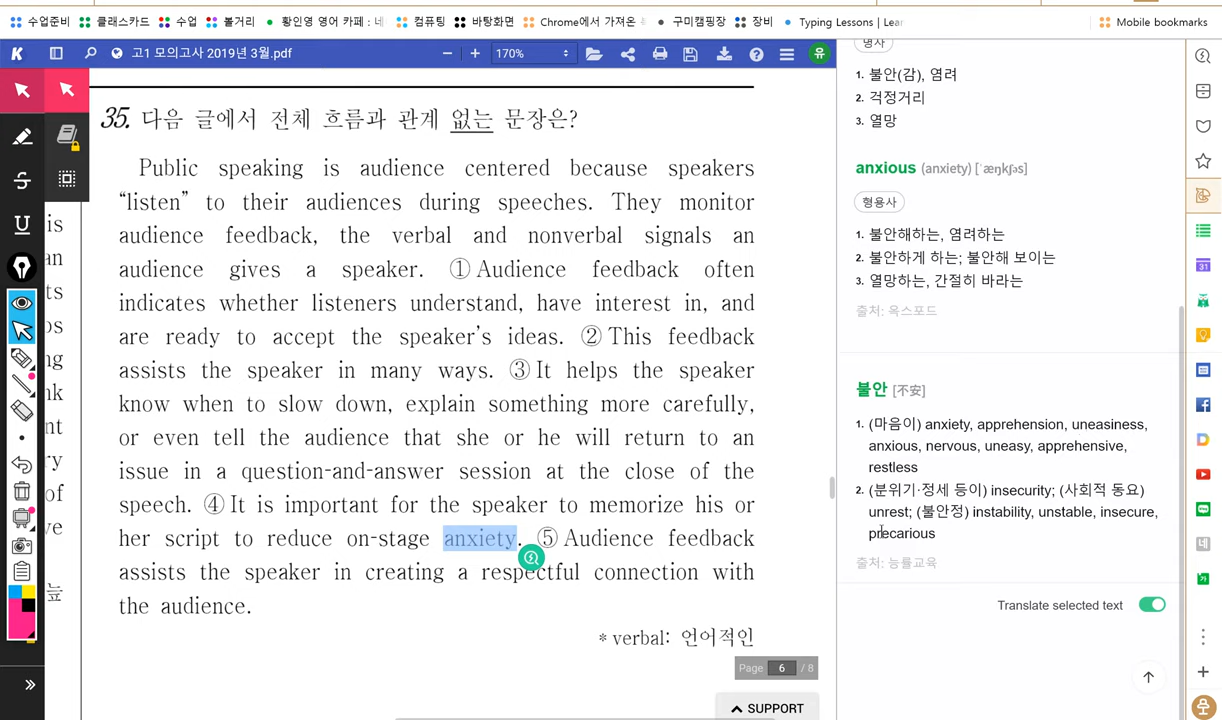 수업준비 클래스카드 수업 볼거리 황인영 영어 카페 : 네 컴퓨팅 바탕화면 Chrome에서 가져온 구미캠핑장 장비 Typing Lessons | Lear Mobile bookmarks
고1 모의고사 2019년 3월.pdf 170%
35. 다음 글에서 전체 흐름과 관계 없는 문장은?
Public speaking is audience centered because speakers
“listen” to their audiences during speeches. They monitor
audience feedback, the verbal and nonverbal signals an
audience gives a speaker. ① Audience feedback often
indicates whether listeners understand, have interest in, and
are ready to accept the speaker’s ideas. ② This feedback
assists the speaker in many ways. ③ It helps the speaker
know when to slow down, explain something more carefully,
or even tell the audience that she or he will return to an
issue in a question-and-answer session at the close of the
speech. ④ It is important for the speaker to memorize his or
her script to reduce on-stage anxiety. ⑤ Audience feedback
assists the speaker in creating a respectful connection with
the audience.
* verbal: 언어적인
Page 6 / 8
SUPPORT
is
an
ts
os
ng
nk
nt
ry
of
ve
늪
명사
1. 불안(감), 염려
2. 걱정거리
3. 열망
anxious (anxiety) [ˈæŋkʃəs]
형용사
1. 불안해하는, 염려하는
2. 불안하게 하는; 불안해 보이는
3. 열망하는, 간절히 바라는
출처: 옥스포드
불안 [不安]
1. (마음이) anxiety, apprehension, uneasiness,
anxious, nervous, uneasy, apprehensive,
restless
2. (분위기·정세 등이) insecurity; (사회적 동요)
unrest; (불안정) instability, unstable, insecure,
precarious
출처: 능률교육
Translate selected text
유
31